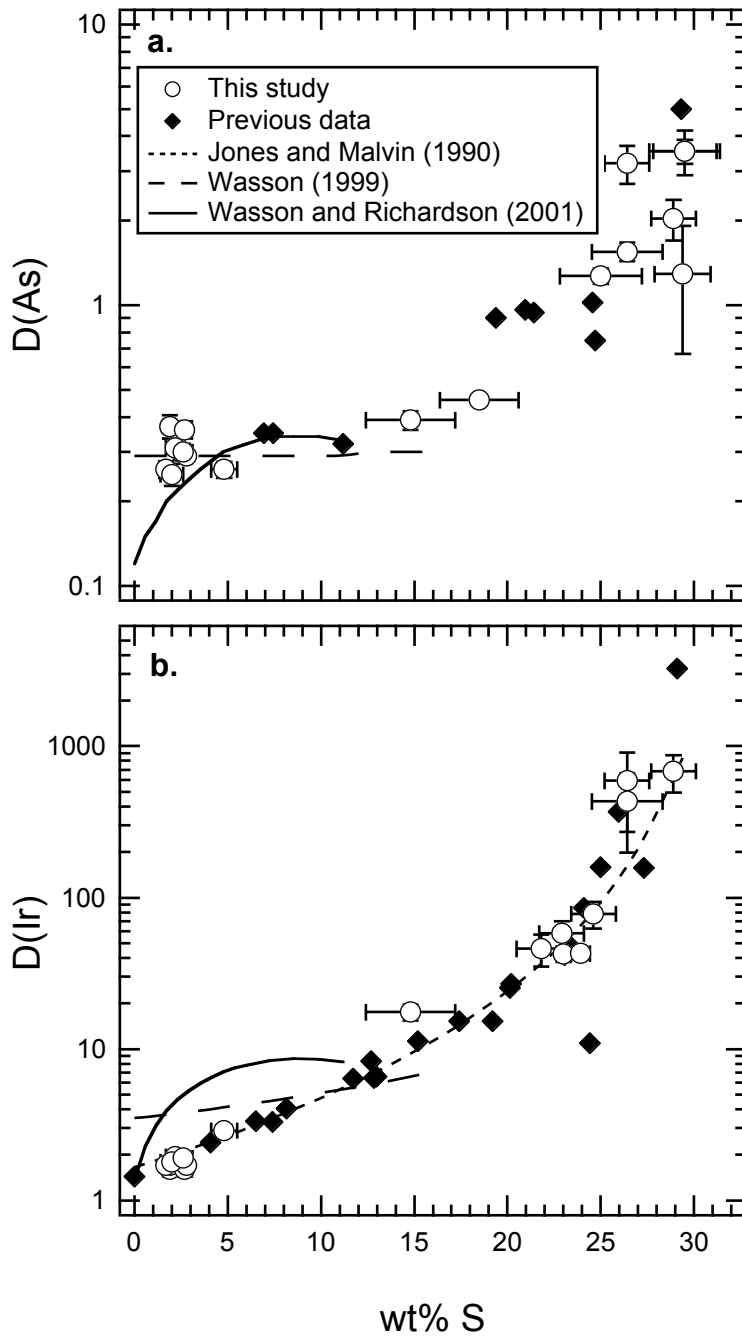 10
a.
This study
Previous data
Jones and Malvin (1990)
Wasson (1999)
Wasson and Richardson (2001)
D(As)
1
0.1
b.
1000
D(Ir)
100
10
1
0 5 10 15 20 25 30
wt% S